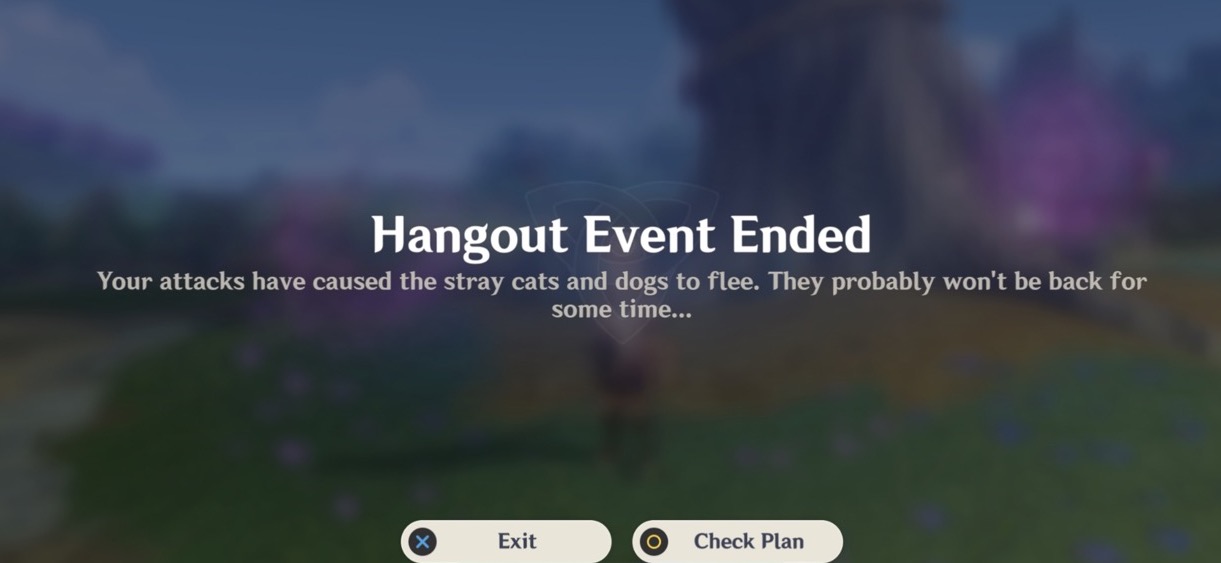 Hangout Event Ended
Your attacks have caused the stray cats and dogs to flee. They probably won't be back for
some time...
Exit
Check Plan